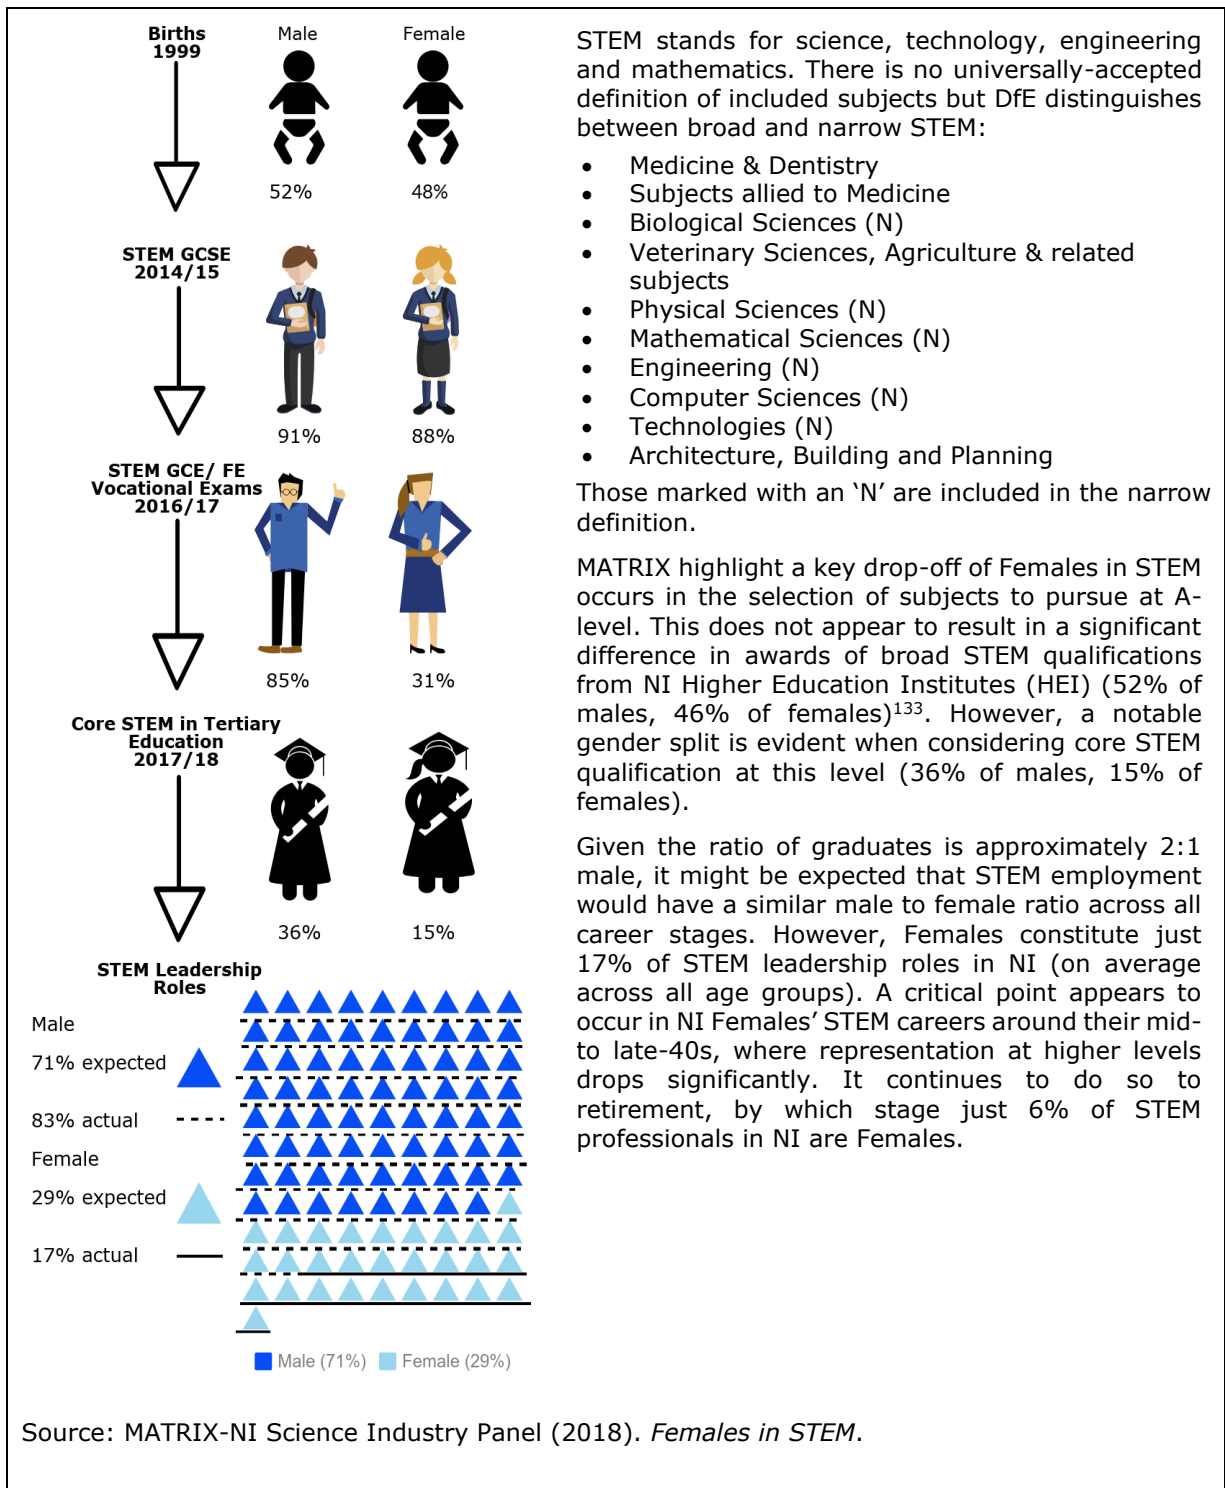 Births
1999
Male
Female
52%
48%
STEM GCSE
2014/15
91%
88%
STEM GCE/ FE
Vocational Exams
2016/17
85%
31%
Core STEM in Tertiary
Education
2017/18
36%
15%
STEM Leadership
Roles
Male
71% expected
83% actual
Female
29% expected
17% actual
Male (71%)
Female (29%)
STEM stands for science, technology, engineering
and mathematics. There is no universally-accepted
definition of included subjects but DfE distinguishes
between broad and narrow STEM:
• Medicine & Dentistry
• Subjects allied to Medicine
• Biological Sciences (N)
• Veterinary Sciences, Agriculture & related
subjects
• Physical Sciences (N)
• Mathematical Sciences (N)
• Engineering (N)
• Computer Sciences (N)
• Technologies (N)
• Architecture, Building and Planning
Those marked with an ‘N’ are included in the narrow
definition.
MATRIX highlight a key drop-off of Females in STEM
occurs in the selection of subjects to pursue at A-
level. This does not appear to result in a significant
difference in awards of broad STEM qualifications
from NI Higher Education Institutes (HEI) (52% of
males, 46% of females)133. However, a notable
gender split is evident when considering core STEM
qualification at this level (36% of males, 15% of
females).
Given the ratio of graduates is approximately 2:1
male, it might be expected that STEM employment
would have a similar male to female ratio across all
career stages. However, Females constitute just
17% of STEM leadership roles in NI (on average
across all age groups). A critical point appears to
occur in NI Females’ STEM careers around their mid-
to late-40s, where representation at higher levels
drops significantly. It continues to do so to
retirement, by which stage just 6% of STEM
professionals in NI are Females.
Source: MATRIX-NI Science Industry Panel (2018). Females in STEM.